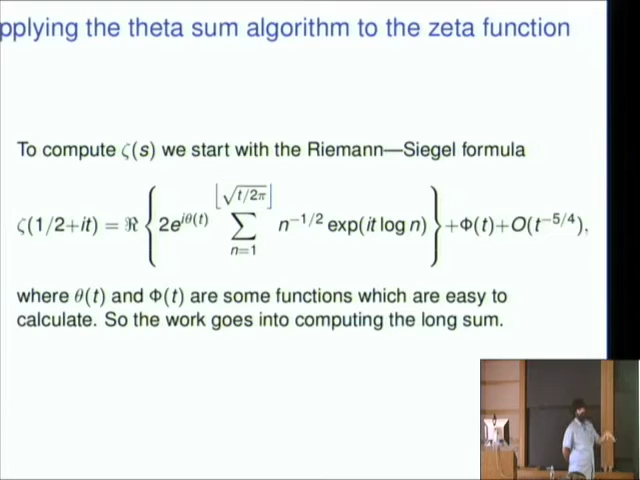 pplying the theta sum algorithm to the zeta function
To compute ζ(s) we start with the Riemann—Siegel formula
ζ(1/2+it) = ℜ { 2e^{iθ(t)} ∑_{n=1}^{⌊√(t/2π)⌋} n^{−1/2} exp(it log n) } +Φ(t)+O(t^{−5/4}),
where θ(t) and Φ(t) are some functions which are easy to
calculate. So the work goes into computing the long sum.